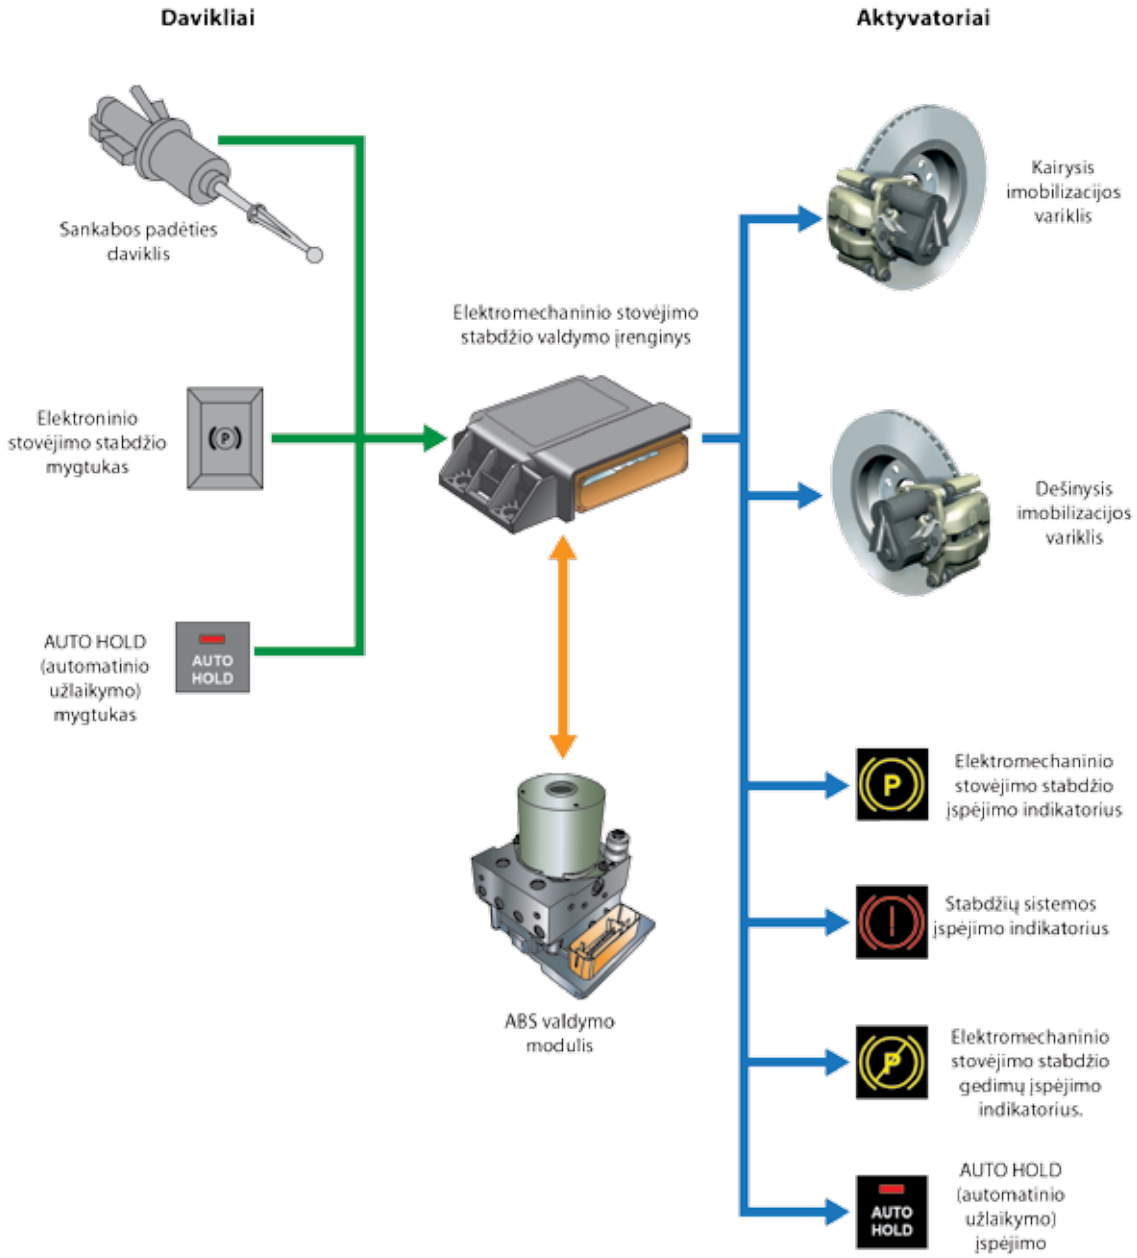 Davikliai
Aktyvatoriai
Sankabos padėties
daviklis
Kairysis
imobilizacijos
variklis
Elektromechaninio stovėjimo
stabdžio valdymo įrenginys
Elektroninio
stovėjimo stabdžio
mygtukas
(P)
Dešinysis
imobilizacijos
variklis
AUTO HOLD
(automatinio
užlaikymo)
mygtukas
AUTO
HOLD
P
Elektromechaninio
stovėjimo stabdžio
įspėjimo indikatorius
Stabdžių sistemos
įspėjimo indikatorius
ABS valdymo
modulis
P
Elektromechaninio
stovėjimo stabdžio
gedimų įspėjimo
indikatorius.
AUTO
HOLD
AUTO HOLD
(automatinio
užlaikymo)
įspėjimo